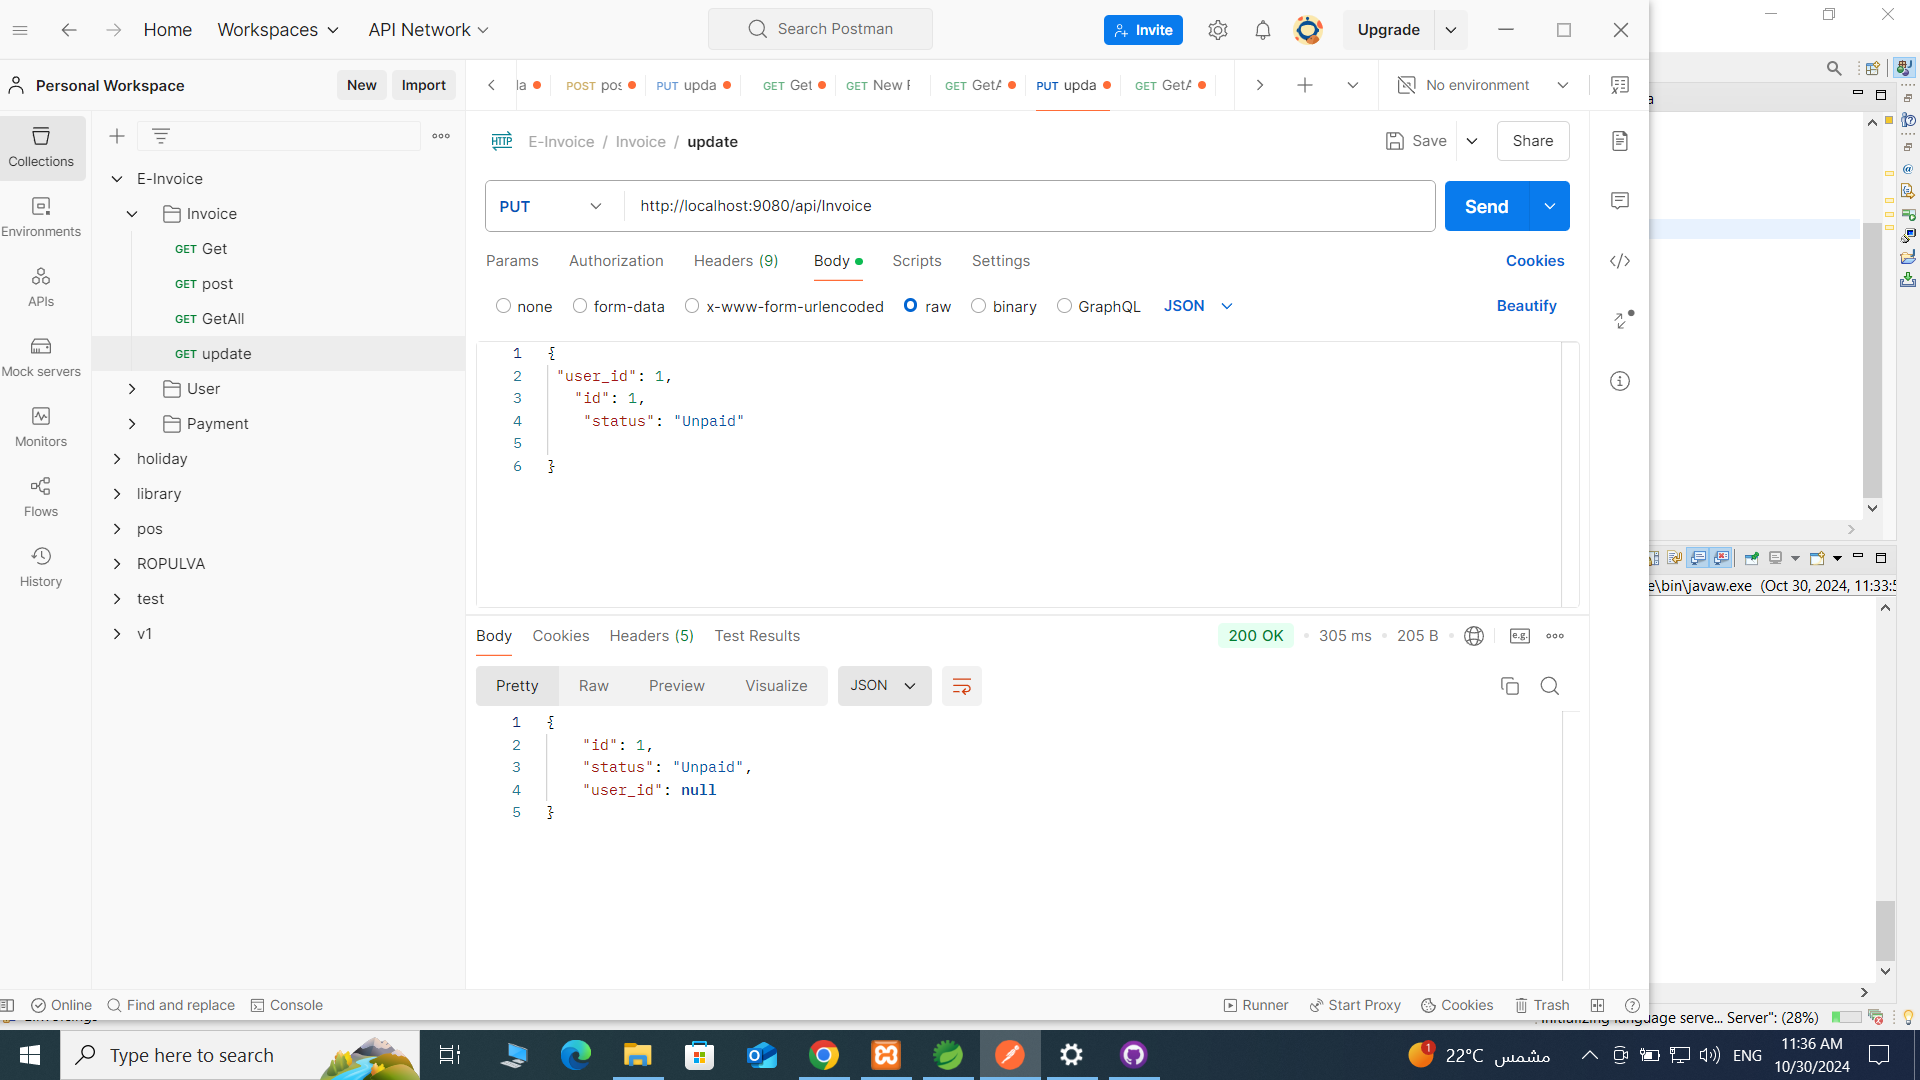 Home
Workspaces
API Network
Search Postman
Invite
Upgrade
Personal Workspace
New
Import
POST pos
PUT upda
GET Get
GET New
GET GetA
PUT upda
GET GetA
No environment
Collections
Environments
APIs
Mock servers
Monitors
Flows
History
E-Invoice
Invoice
GET Get
GET post
GET GetAll
GET update
User
Payment
holiday
library
pos
ROPULVA
test
v1
HTTP
E-Invoice / Invoice / update
Save
Share
PUT
http://localhost:9080/api/Invoice
Send
Params
Authorization
Headers (9)
Body
Scripts
Settings
Cookies
none
form-data
x-www-form-urlencoded
raw
binary
GraphQL
JSON
Beautify
1 {
2 "user_id": 1,
3 "id": 1,
4 "status": "Unpaid"
5
6 }
Body
Cookies
Headers (5)
Test Results
200 OK
305 ms
205 B
e.g.
Pretty
Raw
Preview
Visualize
JSON
1 {
2 "id": 1,
3 "status": "Unpaid",
4 "user_id": null
5 }
e\bin\javaw.exe (Oct 30, 2024, 11:33:5
Online
Find and replace
Console
Runner
Start Proxy
Cookies
Trash
language serve... Server": (28%)
Type here to search
1
22°C مشمس
ENG
11:36 AM
10/30/2024